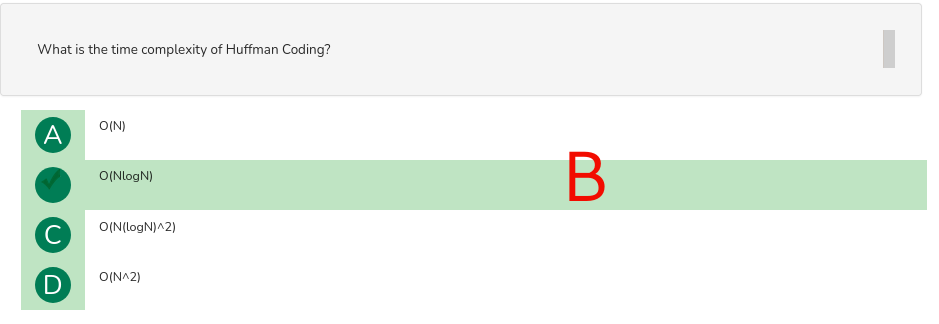 What is the time complexity of Huffman Coding?
A O(N)
O(NlogN) B
C O(N(logN)^2)
D O(N^2)